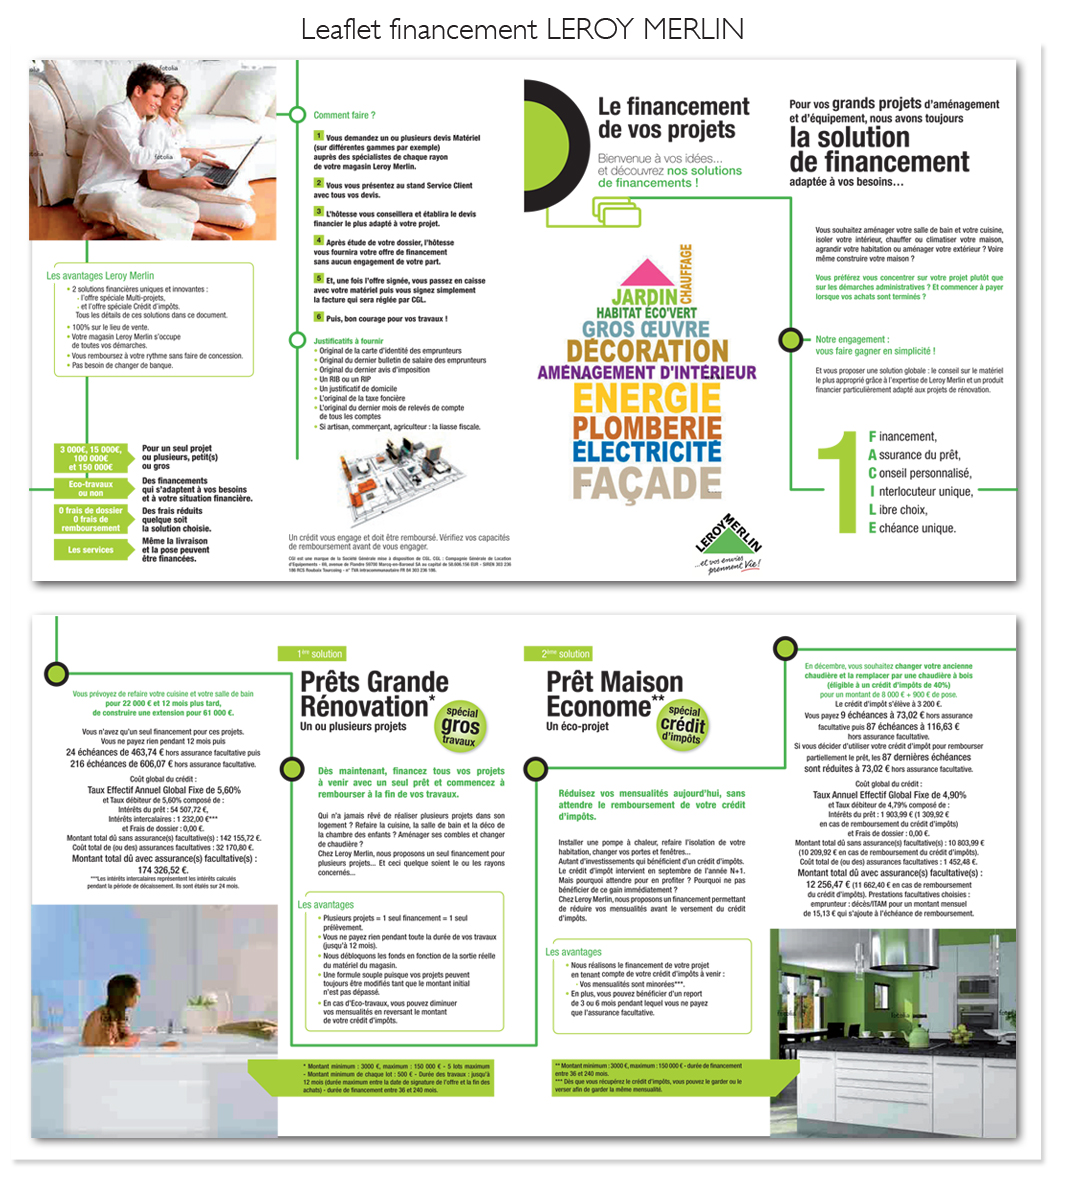 Leaflet financement LEROY MERLIN
fotolia
fotolia
fotolia
Les avantages Leroy Merlin
• 2 solutions financières uniques et innovantes :
- l'offre spéciale Multi-projets,
- et l'offre spéciale Crédit d'impôts.
Tous les détails de ces solutions dans ce document.
• 100% sur le lieu de vente.
• Votre magasin Leroy Merlin s'occupe
de toutes vos démarches.
• Vous remboursez à votre rythme sans faire de concession.
• Pas besoin de changer de banque.
3 000€, 15 000€,
100 000€
et 150 000€
Pour un seul projet
ou plusieurs, petit(s)
ou gros
Eco-travaux
ou non
Des financements
qui s'adaptent à vos besoins
et à votre situation financière.
0 frais de dossier
0 frais de
remboursement
Des frais réduits
quelque soit
la solution choisie.
Les services
Même la livraison
et la pose peuvent
être financées.
Comment faire ?
1 Vous demandez un ou plusieurs devis Matériel
(sur différentes gammes par exemple)
auprès des spécialistes de chaque rayon
de votre magasin Leroy Merlin.
2 Vous vous présentez au stand Service Client
avec tous vos devis.
3 L'hôtesse vous conseillera et établira le devis
financier le plus adapté à votre projet.
4 Après étude de votre dossier, l'hôtesse
vous fournira votre offre de financement
sans aucun engagement de votre part.
5 Et, une fois l'offre signée, vous passez en caisse
avec votre matériel puis vous signez simplement
la facture qui sera réglée par CGL.
6 Puis, bon courage pour vos travaux !
Justificatifs à fournir
• Original de la carte d'identité des emprunteurs
• Original du dernier bulletin de salaire des emprunteurs
• Original du dernier avis d'imposition
• Un RIB ou un RIP
• Un justificatif de domicile
• L'original de la taxe foncière
• L'original du dernier mois de relevés de compte
de tous les comptes
• Si artisan, commerçant, agriculteur : la liasse fiscale.
Un crédit vous engage et doit être remboursé. Vérifiez vos capacités
de remboursement avant de vous engager.
Le financement
de vos projets
Bienvenue à vos idées...
et découvrez nos solutions
de financements !
CHAUFFAGE
JARDIN
HABITAT ÉCO'VERT
GROS ŒUVRE
DÉCORATION
AMÉNAGEMENT D'INTÉRIEUR
ENERGIE
PLOMBERIE
ÉLECTRICITÉ
FAÇADE
LEROY MERLIN
...et vos envies
prennent Vie !
Pour vos grands projets d'aménagement
et d'équipement, nous avons toujours
la solution
de financement
adaptée à vos besoins...
Vous souhaitez aménager votre salle de bain et votre cuisine,
isoler votre intérieur, chauffer ou climatiser votre maison,
agrandir votre habitation ou aménager votre extérieur ? Voire
même construire votre maison ?
Vous préférez vous concentrer sur votre projet plutôt que
sur les démarches administratives ? Et commencer à payer
lorsque vos achats sont terminés ?
Notre engagement :
vous faire gagner en simplicité !
Et vous proposer une solution globale : le conseil sur le matériel
le plus approprié grâce à l'expertise de Leroy Merlin et un produit
financier particulièrement adapté aux projets de rénovation.
1
F inancement,
A ssurance du prêt,
C onseil personnalisé,
I nterlocuteur unique,
L ibre choix,
E chéance unique.
Vous prévoyez de refaire votre cuisine et votre salle de bain
pour 22 000 € et 12 mois plus tard,
de construire une extension pour 61 000 €.
Vous n'avez qu'un seul financement pour ces projets.
Vous ne payez rien pendant 12 mois puis
24 échéances de 463,74 € hors assurance facultative puis
216 échéances de 606,07 € hors assurance facultative.
Coût global du crédit :
Taux Effectif Annuel Global Fixe de 5,60%
et Taux débiteur de 5,60% composé de :
Intérêts du prêt : 54 507,72 €,
Intérêts intercalaires : 1 232,00 €***
et Frais de dossier : 0,00 €.
Montant total dû sans assurance(s) facultative(s) : 142 155,72 €.
Coût total de (ou des) assurances facultatives : 32 170,80 €.
Montant total dû avec assurance(s) facultative(s) :
174 326,52 €.
***Les intérêts intercalaires représentent les intérêts calculés
pendant la période de décaissement. Ils sont étalés sur 24 mois.
1ère solution
Prêts Grande
Rénovation*
Un ou plusieurs projets
spécial
gros
travaux
Dès maintenant, financez tous vos projets
à venir avec un seul prêt et commencez à
rembourser à la fin de vos travaux.
Qui n'a jamais rêvé de réaliser plusieurs projets dans son
logement ? Refaire la cuisine, la salle de bain et la déco de
la chambre des enfants ? Aménager ses combles et changer
de chaudière ?
Chez Leroy Merlin, nous proposons un seul financement pour
plusieurs projets... Et ceci quelque soient le ou les rayons
concernés...
Les avantages
• Plusieurs projets = 1 seul financement = 1 seul
prélèvement.
• Vous ne payez rien pendant toute la durée de vos travaux
(jusqu'à 12 mois).
• Nous débloquons les fonds en fonction de la sortie réelle
du matériel du magasin.
• Une formule souple puisque vos projets peuvent
toujours être modifiés tant que le montant initial
n'est pas dépassé.
• En cas d'Eco-travaux, vous pouvez diminuer
vos mensualités en reversant le montant
de votre crédit d'impôts.
* Montant minimum : 3000 €, maximum : 150 000 € - 5 lots maximum
- Montant minimum de chaque lot : 500 € - Durée des travaux : jusqu'à
12 mois (durée maximum entre la date de signature de l'offre et la fin des
achats) - durée de financement entre 36 et 240 mois.
2ème solution
Prêt Maison
Econome**
Un éco-projet
spécial
crédit
d'impôts
Réduisez vos mensualités aujourd'hui, sans
attendre le remboursement de votre crédit
d'impôts.
Installer une pompe à chaleur, refaire l'isolation de votre
habitation, changer vos portes et fenêtres...
Autant d'investissements qui bénéficient d'un crédit d'impôts.
Le crédit d'impôt intervient en septembre de l'année N+1.
Mais pourquoi attendre pour en profiter ? Pourquoi ne pas
bénéficier de ce gain immédiatement ?
Chez Leroy Merlin, nous proposons un financement permettant
de réduire vos mensualités avant le versement du crédit
d'impôts.
Les avantages
• Nous réalisons le financement de votre projet
en tenant compte de votre crédit d'impôts à venir :
- Vos mensualités sont minorées***.
• En plus, vous pouvez bénéficier d'un report
de 3 ou 6 mois pendant lequel vous ne payez
que l'assurance facultative.
** Montant minimum : 3000 €, maximum : 150 000 € - durée de financement
entre 36 et 240 mois.
*** Dès que vous récupérez le crédit d'impôts, vous pouvez le garder ou le
verser afin de garder la même mensualité.
En décembre, vous souhaitez changer votre ancienne
chaudière et la remplacer par une chaudière à bois
(éligible à un crédit d'impôts de 40%)
pour un montant de 8 000 € + 900 € de pose.
Le crédit d'impôt s'élève à 3 200 €.
Vous payez 9 échéances à 73,02 € hors assurance
facultative puis 87 échéances à 116,63 €
hors assurance facultative.
Si vous décider d'utiliser votre crédit d'impôt pour rembourser
partiellement le prêt, les 87 dernières échéances
sont réduites à 73,02 € hors assurance facultative.
Coût global du crédit :
Taux Annuel Effectif Global Fixe de 4,90%
et Taux débiteur de 4,79% composé de :
Intérêts du prêt : 1 903,99 € (1 309,92 €
en cas de remboursement du crédit d'impôts)
et Frais de dossier : 0,00 €.
Montant total dû sans assurance(s) facultative(s) : 10 803,99 €
(10 209,92 € en cas de remboursement du crédit d'impôts).
Coût total de (ou des) assurances facultatives : 1 452,48 €.
Montant total dû avec assurance(s) facultative(s) :
12 256,47 € (11 662,40 € en cas de remboursement
du crédit d'impôts). Prestations facultatives choisies :
emprunteur : décès/ITAM pour un montant mensuel
de 15,13 € qui s'ajoute à l'échéance de remboursement.
fotolia
fotolia